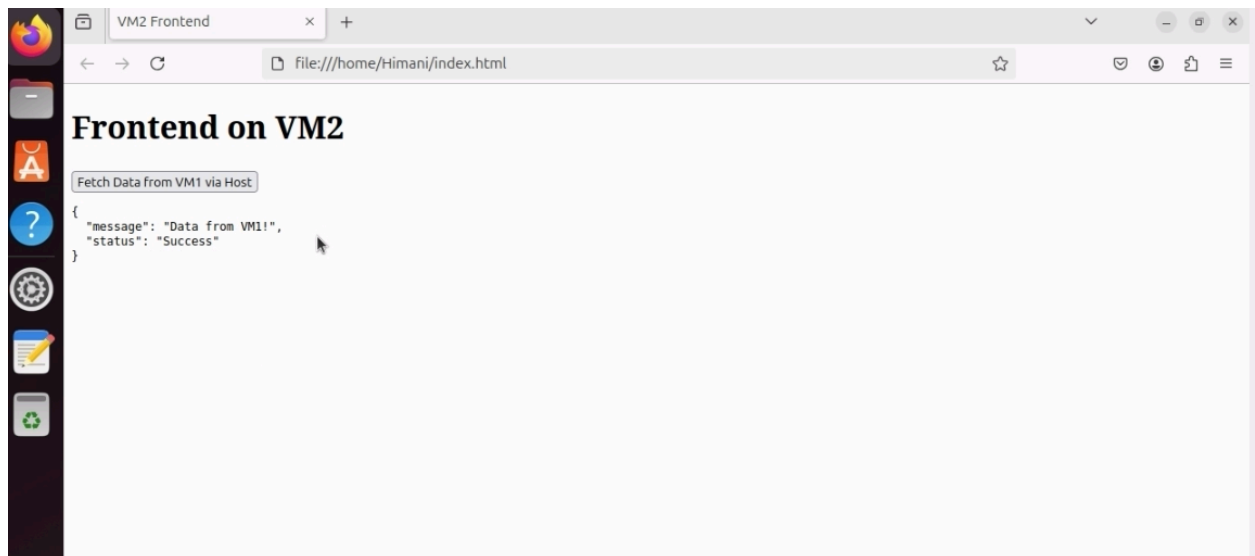 VM2 Frontend
file:///home/Himani/index.html
Frontend on VM2
Fetch Data from VM1 via Host
{
"message": "Data from VM1!",
"status": "Success"
}